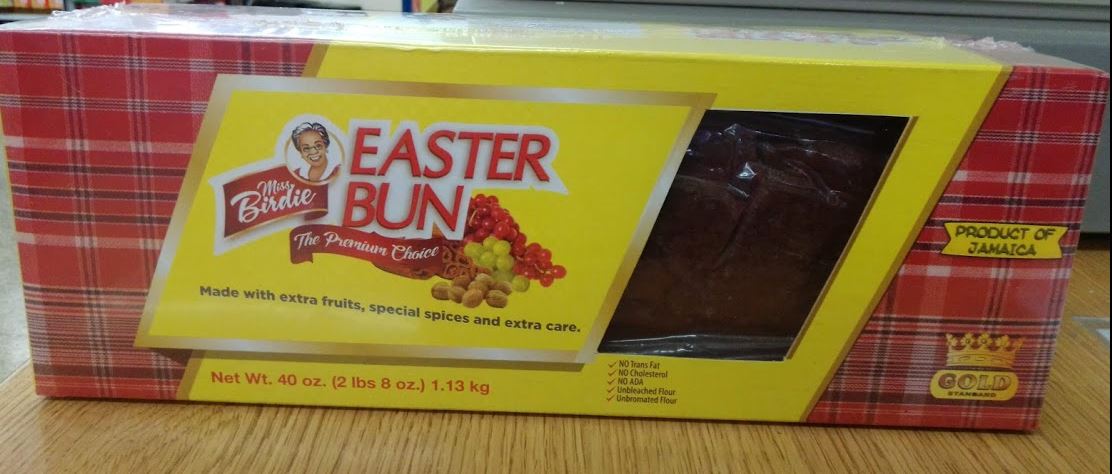 Miss
Birdie
EASTER
BUN
The Premium Choice
Made with extra fruits, special spices and extra care.
Net Wt. 40 oz. (2 lbs 8 oz.) 1.13 kg
NO Trans Fat
NO Cholesterol
NO ADA
Unbleached Flour
Unbromated Flour
PRODUCT OF
JAMAICA
GOLD
STANDARD